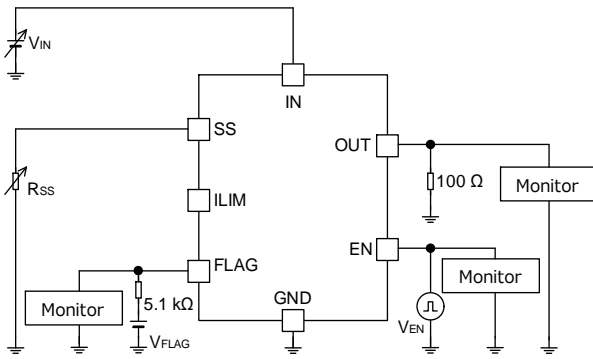 VIN
IN
SS
OUT
RSS
ILIM
100 Ω
Monitor
FLAG
EN
Monitor
5.1 kΩ
Monitor
GND
VFLAG
VEN